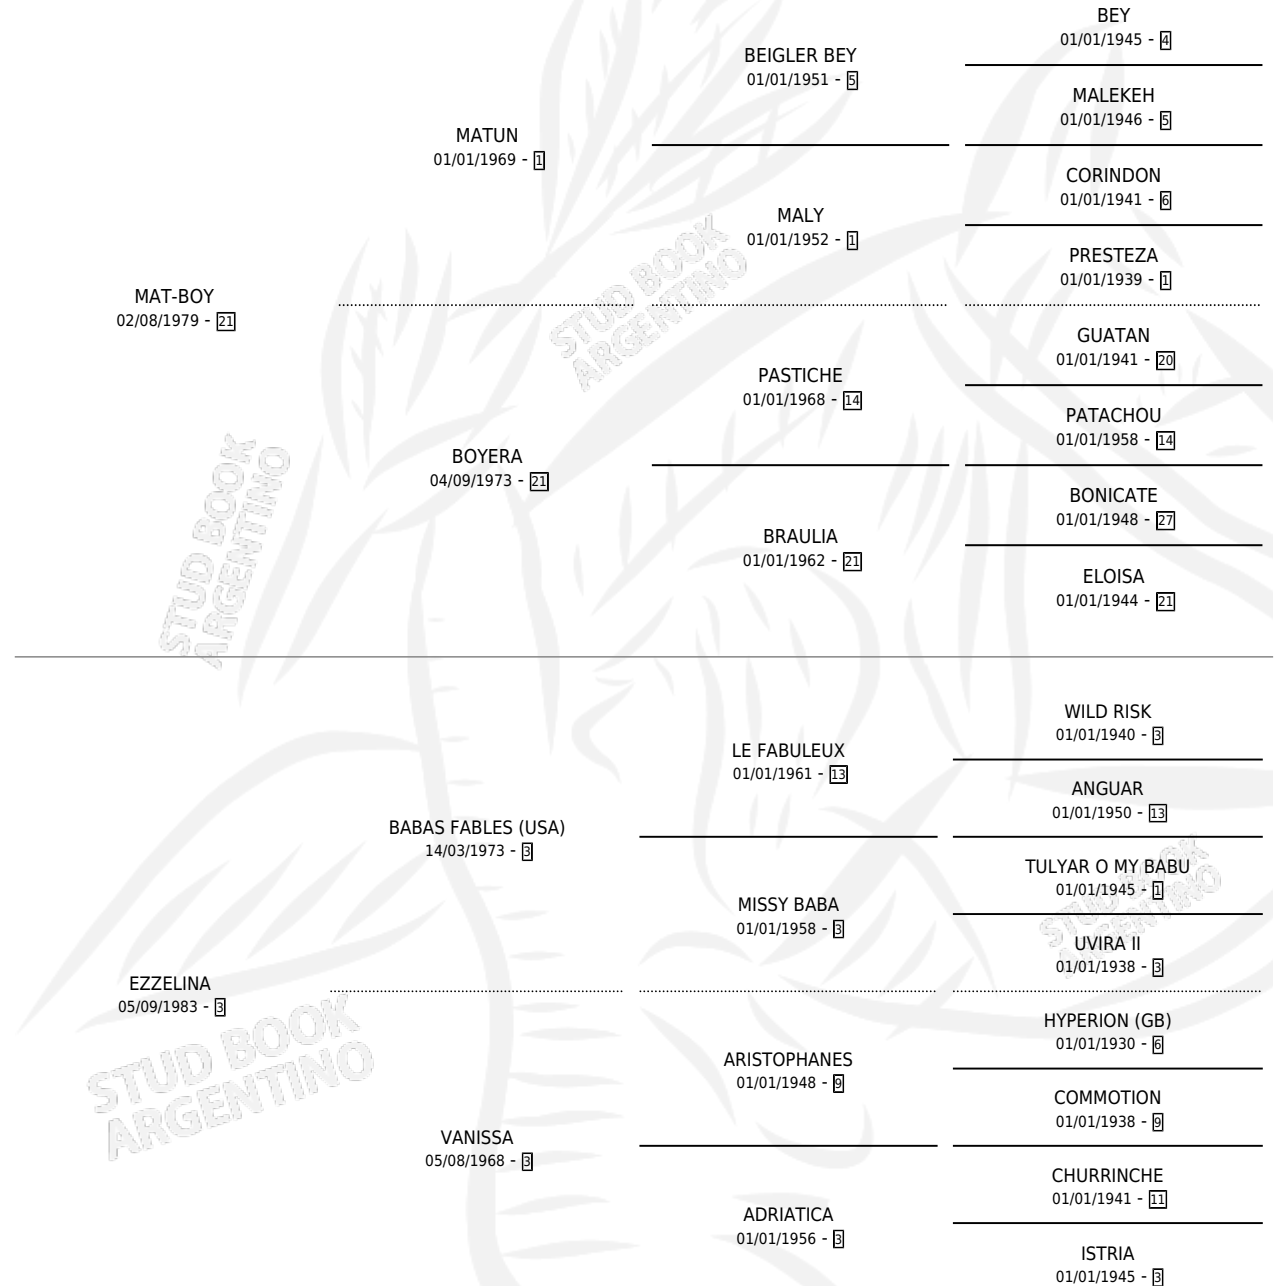 BEY
01/01/1945 - 4
BEIGLER BEY
01/01/1951 - 5
MALEKEH
01/01/1946 - 5
MATUN
01/01/1969 - 1
CORINDON
01/01/1941 - 6
MALY
01/01/1952 - 1
PRESTEZA
01/01/1939 - 1
MAT-BOY
02/08/1979 - 21
GUATAN
01/01/1941 - 20
PASTICHE
01/01/1968 - 14
PATACHOU
01/01/1958 - 14
BOYERA
04/09/1973 - 21
BONICATE
01/01/1948 - 27
BRAULIA
01/01/1962 - 21
ELOISA
01/01/1944 - 21
WILD RISK
01/01/1940 - 3
LE FABULEUX
01/01/1961 - 13
ANGUAR
01/01/1950 - 13
BABAS FABLES (USA)
14/03/1973 - 3
TULYAR O MY BABU
01/01/1945 - 1
MISSY BABA
01/01/1958 - 3
UVIRA II
01/01/1938 - 3
EZZELINA
05/09/1983 - 3
HYPERION (GB)
01/01/1930 - 6
ARISTOPHANES
01/01/1948 - 9
COMMOTION
01/01/1938 - 9
VANISSA
05/08/1968 - 3
CHURRINCHE
01/01/1941 - 11
ADRIATICA
01/01/1956 - 3
ISTRIA
01/01/1945 - 3
STUD BOOK
ARGENTINO
STUD BOOK
ARGENTINO
STUD BOOK
ARGENTINO
STUD BOOK
ARGENTINO